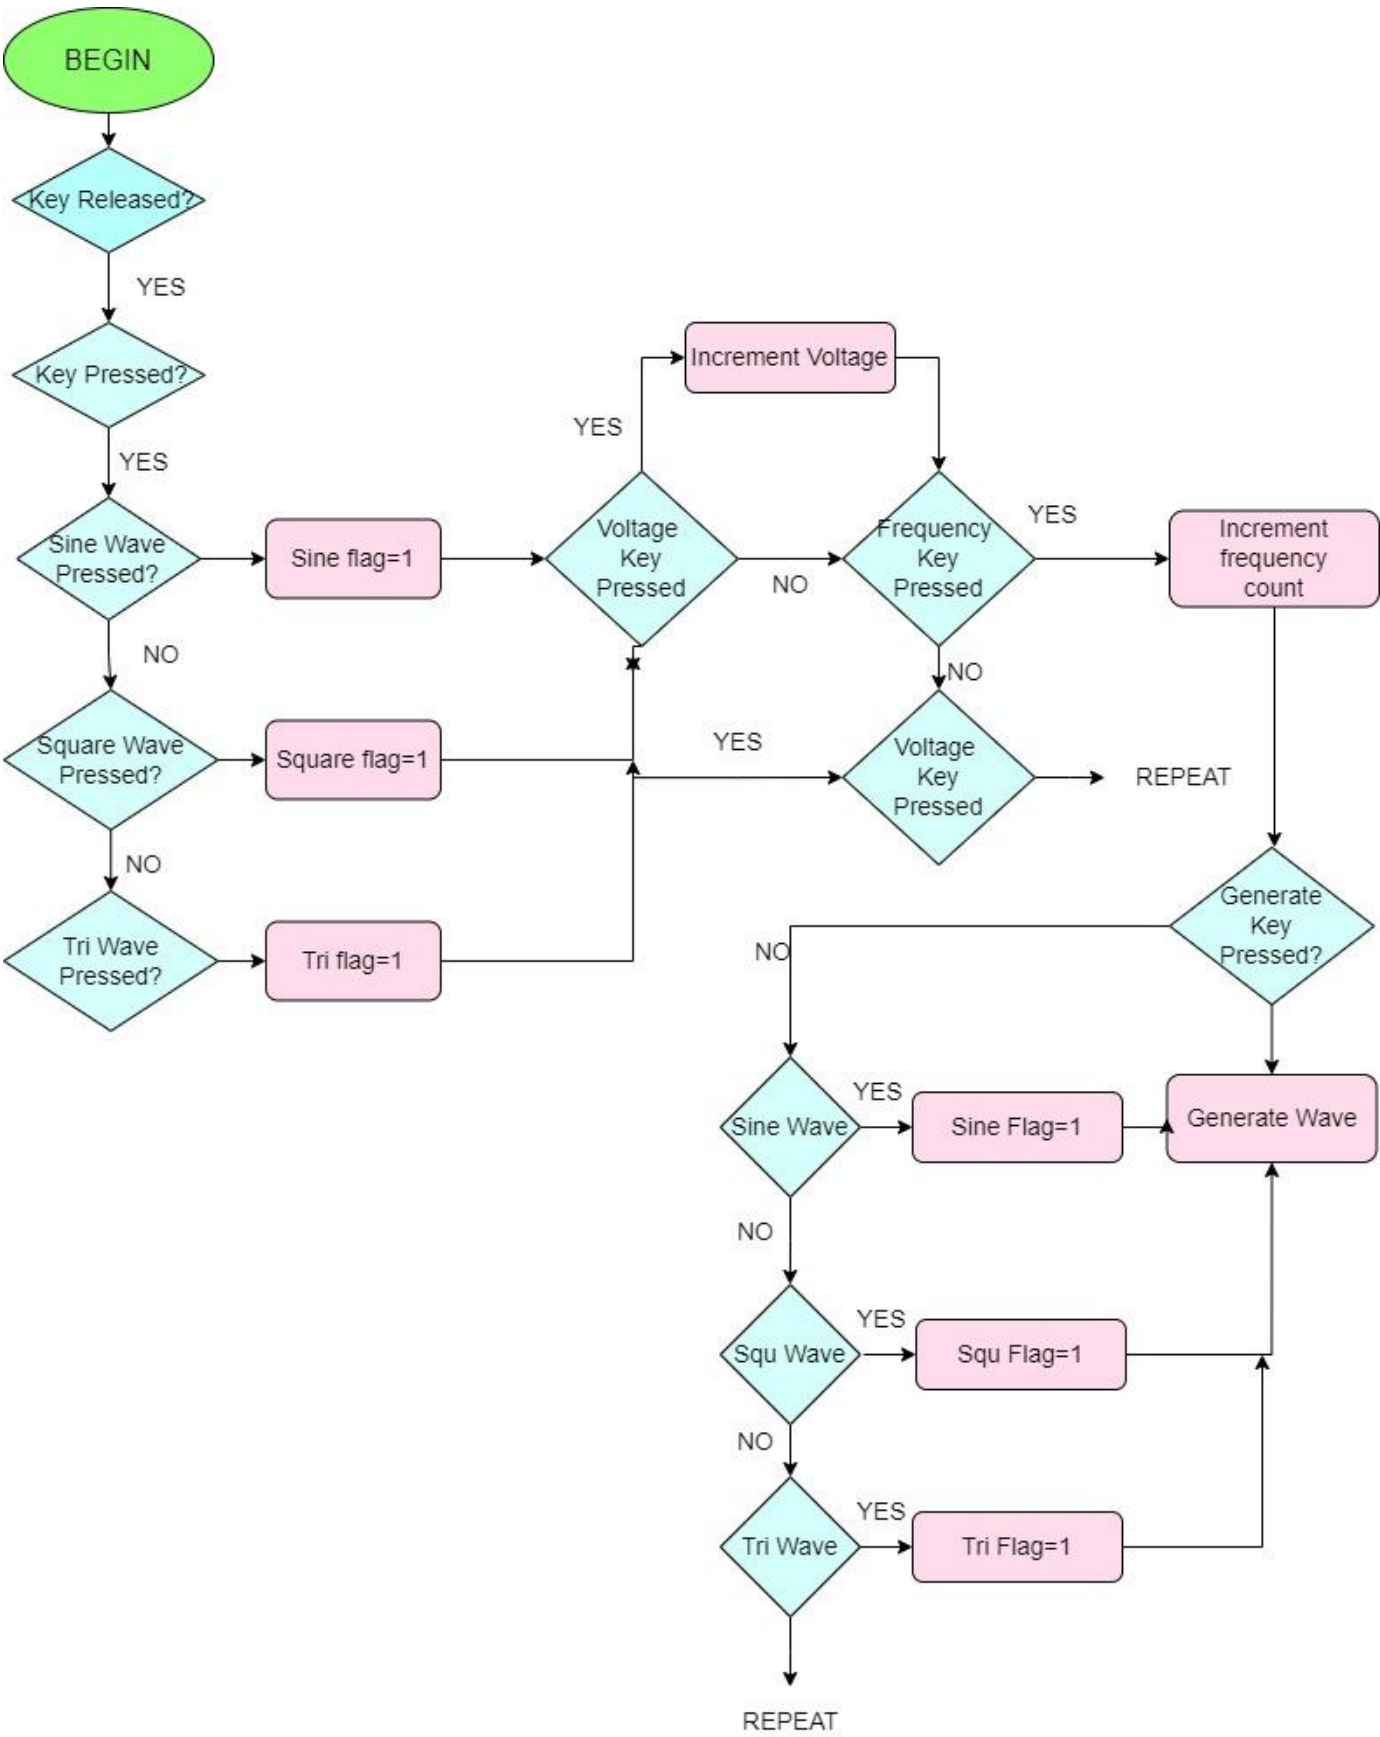 BEGIN
Key Released?
YES
Key Pressed?
YES
Sine Wave
Pressed?
Sine flag=1
NO
Square Wave
Pressed?
Square flag=1
NO
Tri Wave
Pressed?
Tri flag=1
Increment Voltage
YES
Voltage
Key
Pressed
NO
Frequency
Key
Pressed
YES
Increment
frequency
count
NO
YES
Voltage
Key
Pressed
REPEAT
Generate
Key
Pressed?
NO
Generate Wave
Sine Wave
YES
Sine Flag=1
NO
Squ Wave
YES
Squ Flag=1
NO
Tri Wave
YES
Tri Flag=1
REPEAT